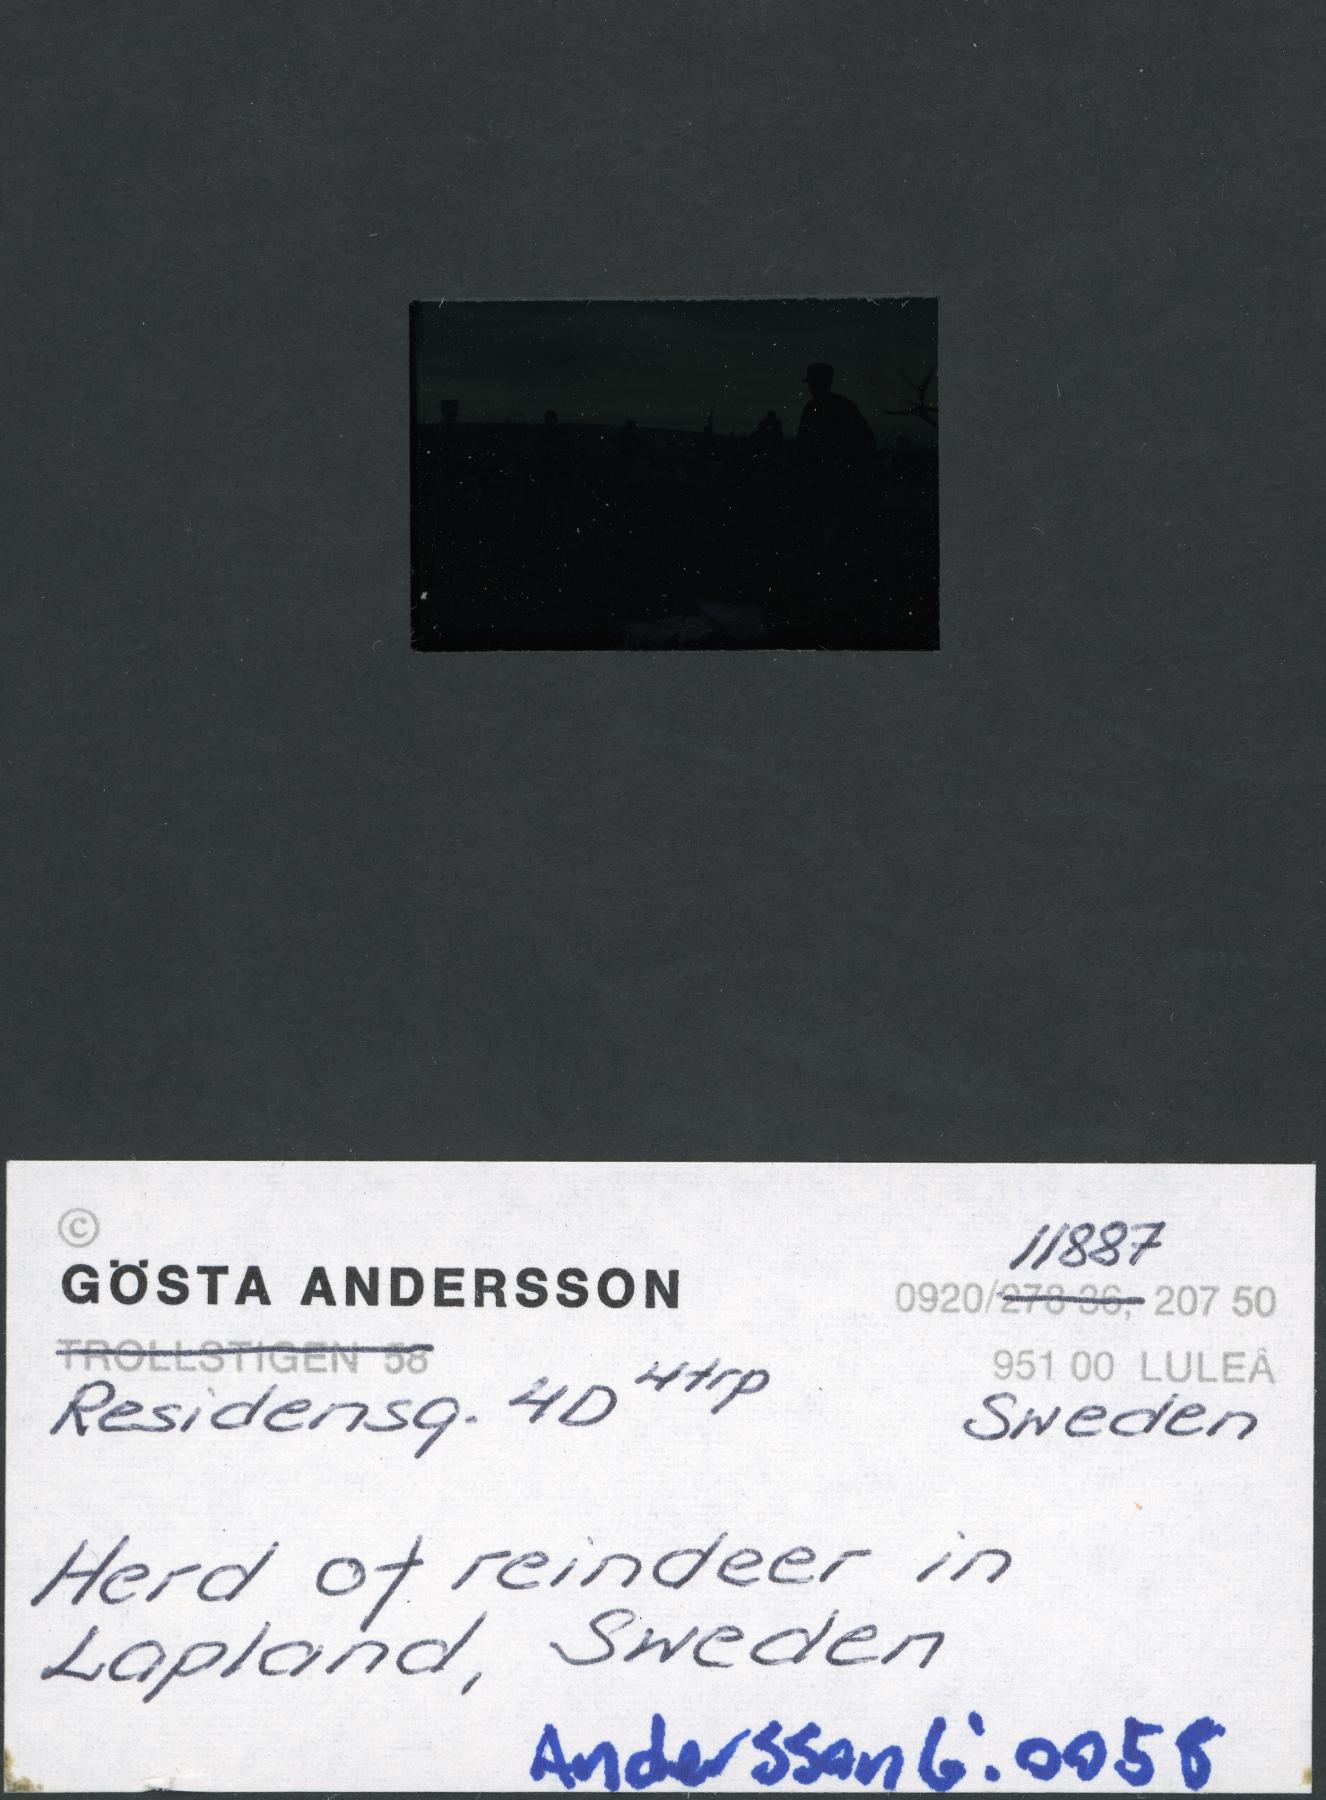 ©
GÖSTA ANDERSSON
11887
0920/278 36, 207 50
TROLLSTIGEN 58
951 00 LULEÅ
Residensg. 4D 4trp
Sweden
Herd of reindeer in
Lapland, Sweden
Andersson G.0058